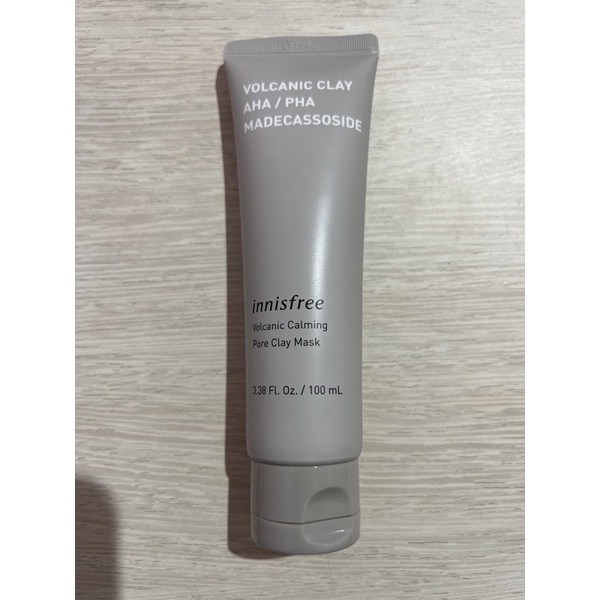 VOLCANIC CLAY
AHA / PHA
MADECASSOSIDE
innisfree
Volcanic Calming
Pore Clay Mask
3.38 Fl. Oz. / 100 mL